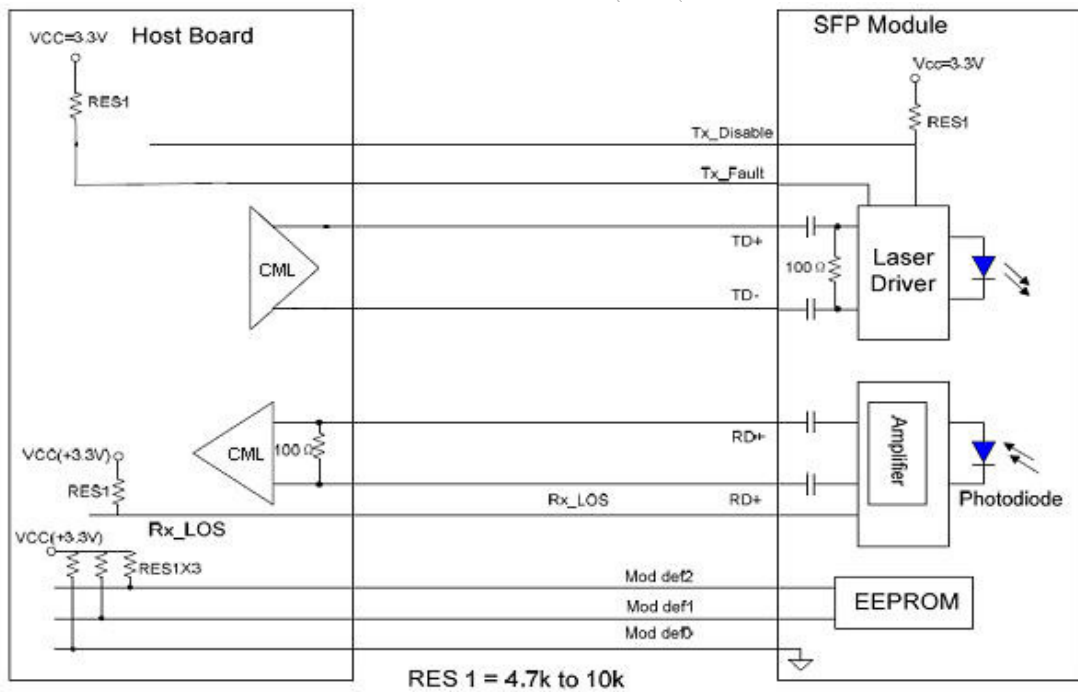 Host Board
SFP Module
VCC=3.3V
Vcc=3.3V
RES1
RES1
Tx_Disable
Tx_Fault
TD+
CML
100 Ω
Laser
Driver
TD-
RD+
CML
100 Ω
Amplifier
VCC(+3.3V)
RES1
Rx_LOS
RD+
Photodiode
Rx_LOS
VCC(+3.3V)
RES1X3
Mod def2
EEPROM
Mod def1
Mod def0
RES 1 = 4.7k to 10k